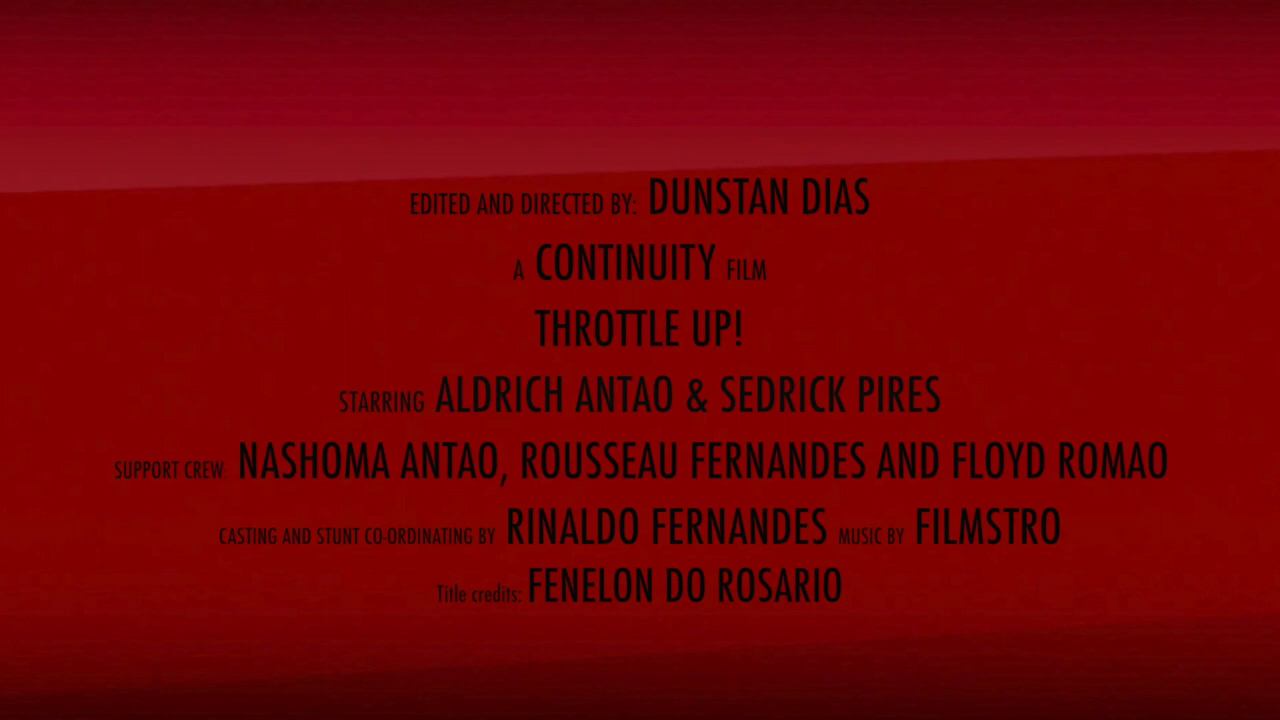 EDITED AND DIRECTED BY: DUNSTAN DIAS
A CONTINUITY FILM
THROTTLE UP!
STARRING ALDRICH ANTAO & SEDRICK PIRES
SUPPORT CREW: NASHOMA ANTAO, ROUSSEAU FERNANDES AND FLOYD ROMAO
CASTING AND STUNT CO-ORDINATING BY RINALDO FERNANDES MUSIC BY FILMSTRO
Title credits: FENELON DO ROSARIO